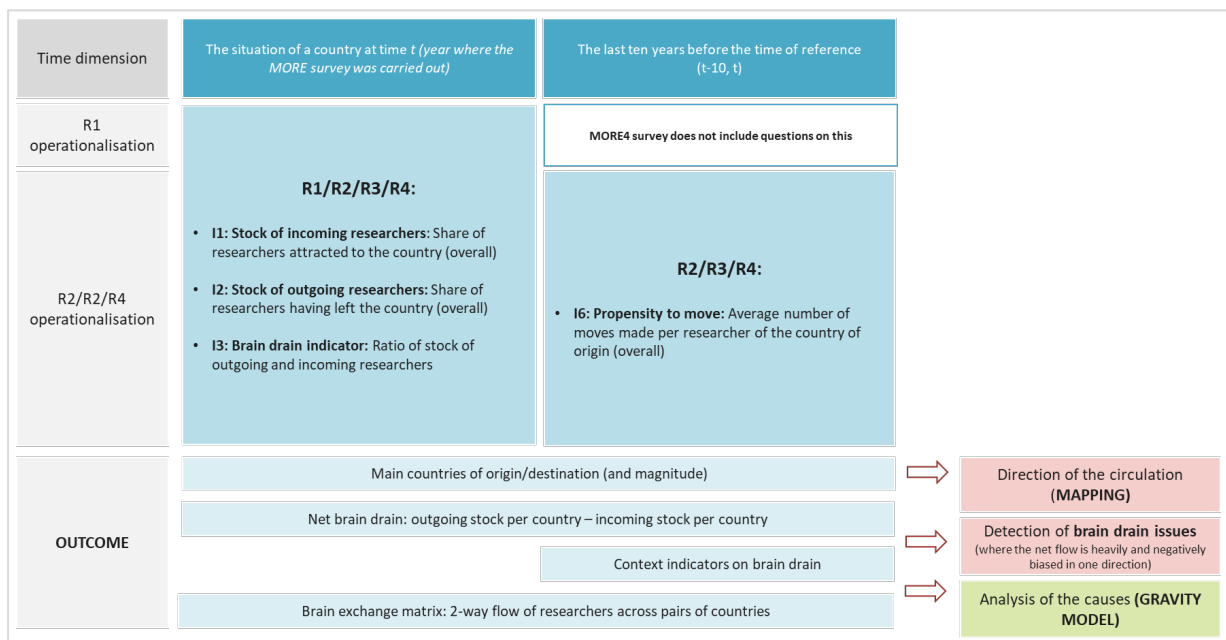 Time dimension
The situation of a country at time t (year where the
MORE survey was carried out)
The last ten years before the time of reference
(t-10, t)
R1
operationalisation
MORE4 survey does not include questions on this
R1/R2/R3/R4:
• I1: Stock of incoming researchers: Share of
researchers attracted to the country (overall)
• I2: Stock of outgoing researchers: Share of
researchers having left the country (overall)
• I3: Brain drain indicator: Ratio of stock of
outgoing and incoming researchers
R2/R2/R4
operationalisation
R2/R3/R4:
• I6: Propensity to move: Average number of
moves made per researcher of the country of
origin (overall)
OUTCOME
Main countries of origin/destination (and magnitude)
Net brain drain: outgoing stock per country – incoming stock per country
Context indicators on brain drain
Brain exchange matrix: 2-way flow of researchers across pairs of countries
Direction of the circulation
(MAPPING)
Detection of brain drain issues
(where the net flow is heavily and negatively
biased in one direction)
Analysis of the causes (GRAVITY
MODEL)